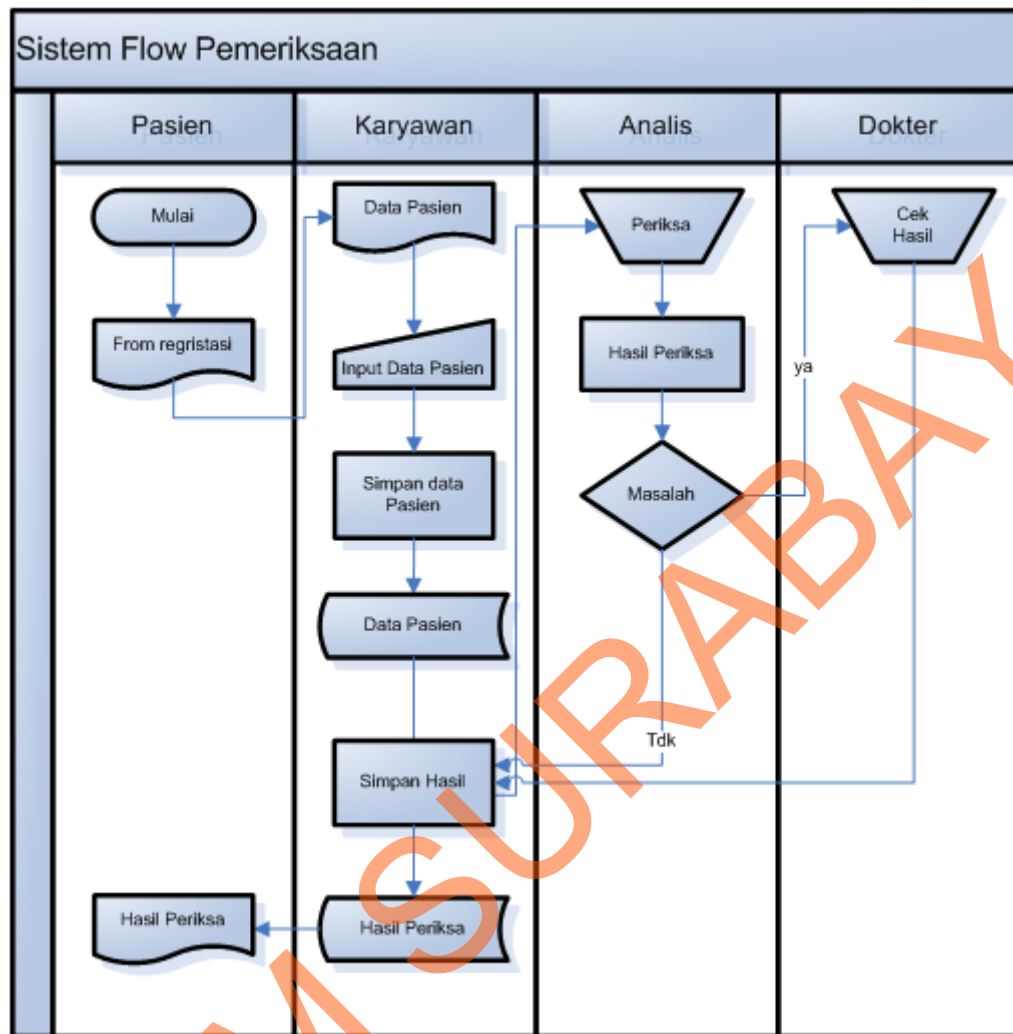 Sistem Flow Pemeriksaan
Pasien
Karyawan
Analis
Dokter
Mulai
From regristasi
Hasil Periksa
Data Pasien
Input Data Pasien
Simpan data
Pasien
Data Pasien
Simpan Hasil
Hasil Periksa
Periksa
Hasil Periksa
Masalah
Tdk
ya
Cek
Hasil
M SURABAY